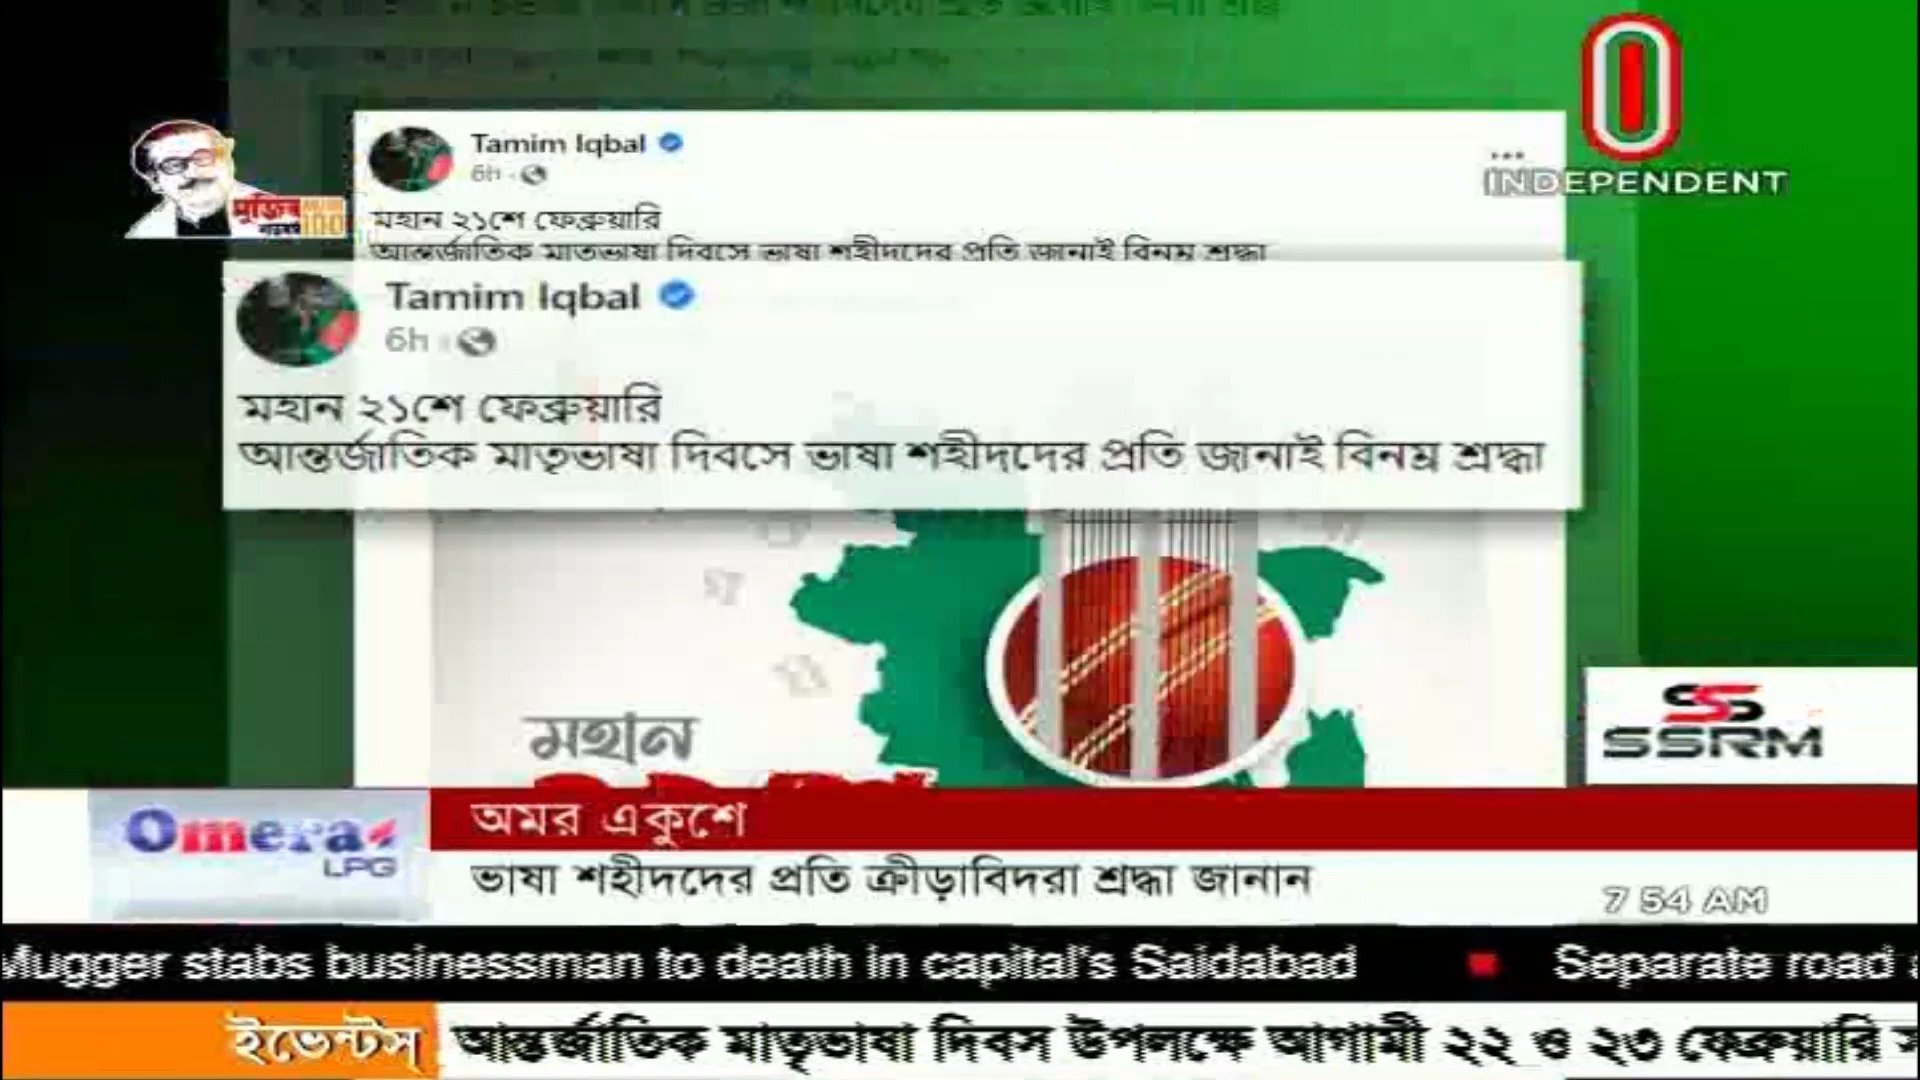 INDEPENDENT
মুজিব
100
Tamim Iqbal
6h
মহান ২১শে ফেব্রুয়ারি
আন্তর্জাতিক মাতৃভাষা দিবসে ভাষা শহীদদের প্রতি জানাই বিনম্র শ্রদ্ধা
Tamim Iqbal
6h
মহান ২১শে ফেব্রুয়ারি
আন্তর্জাতিক মাতৃভাষা দিবসে ভাষা শহীদদের প্রতি জানাই বিনম্র শ্রদ্ধা
মহান
SSRM
Omera
LPG
অমর একুশে
ভাষা শহীদদের প্রতি ক্রীড়াবিদরা শ্রদ্ধা জানান
7 54 AM
Mugger stabs businessman to death in capital's Saidabad ▪ Separate road
ইভেন্টস্ আন্তর্জাতিক মাতৃভাষা দিবস উপলক্ষে আগামী ২২ ও ২৩ ফেব্রুয়ারি